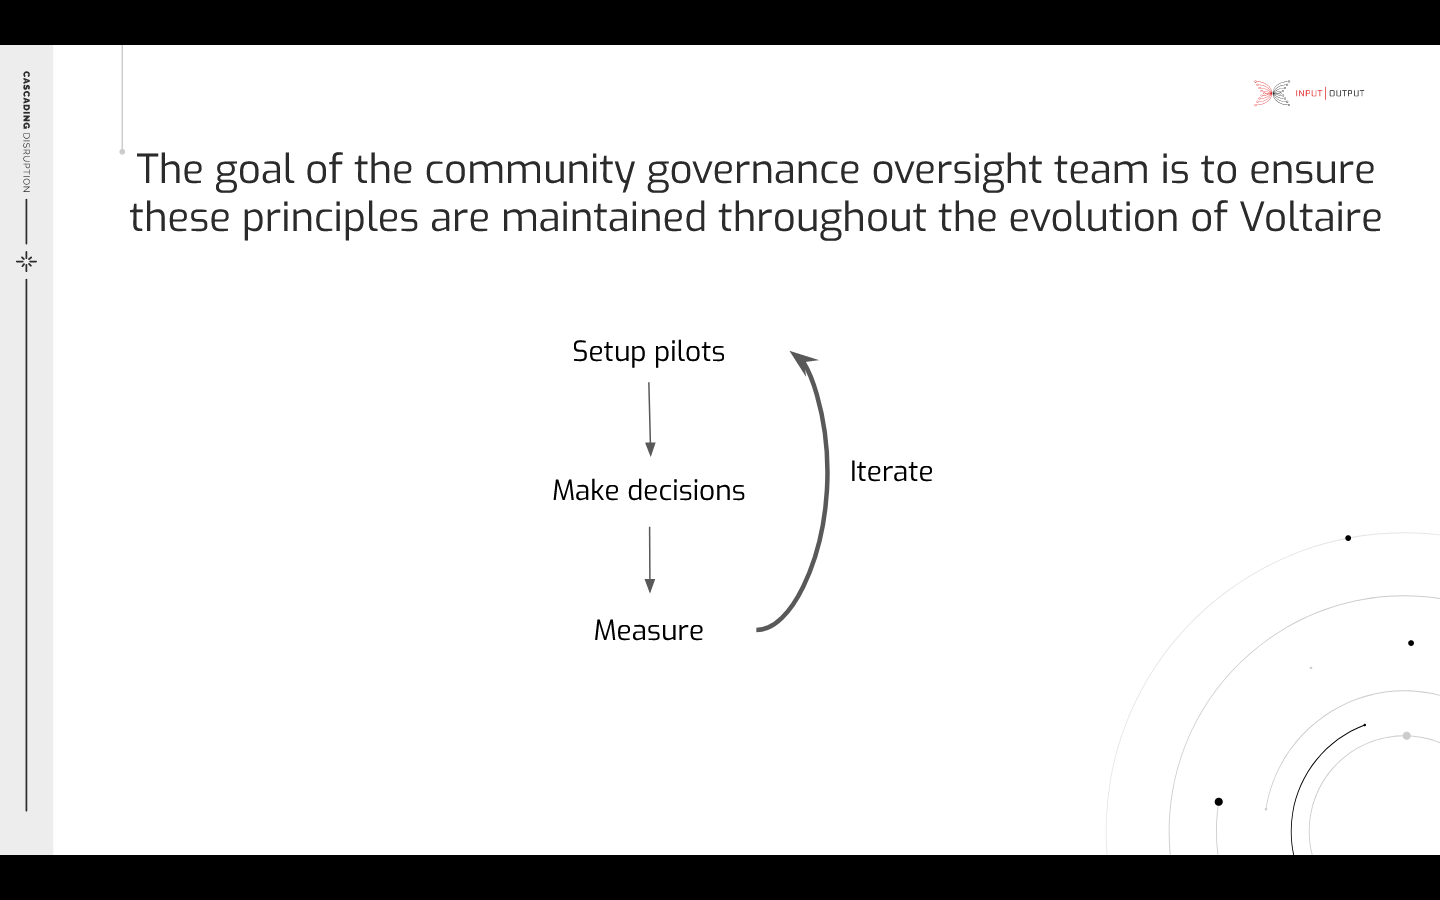 CASCADING DISRUPTION
INPUT OUTPUT
The goal of the community governance oversight team is to ensure
these principles are maintained throughout the evolution of Voltaire
Setup pilots
Make decisions
Iterate
Measure